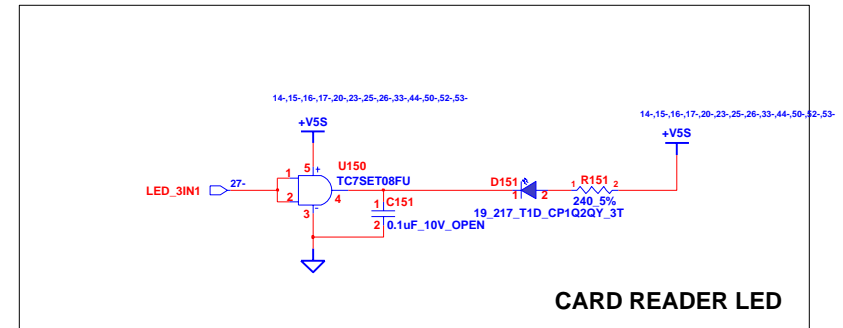 14-,15-,16-,17-,20-,23-,25-,26-,33-,44-,50-,52-,53-
14-,15-,16-,17-,20-,23-,25-,26-,33-,44-,50-,52-,53-
+V5S
+V5S
5 +
U150
TC7SET08FU
LED_3IN1
27-
1
2
4
3 -
D151
1
2
R151
1
2
240_5%
19_217_T1D_CP1Q2QY_3T
C151
1
2
0.1uF_10V_OPEN
CARD READER LED